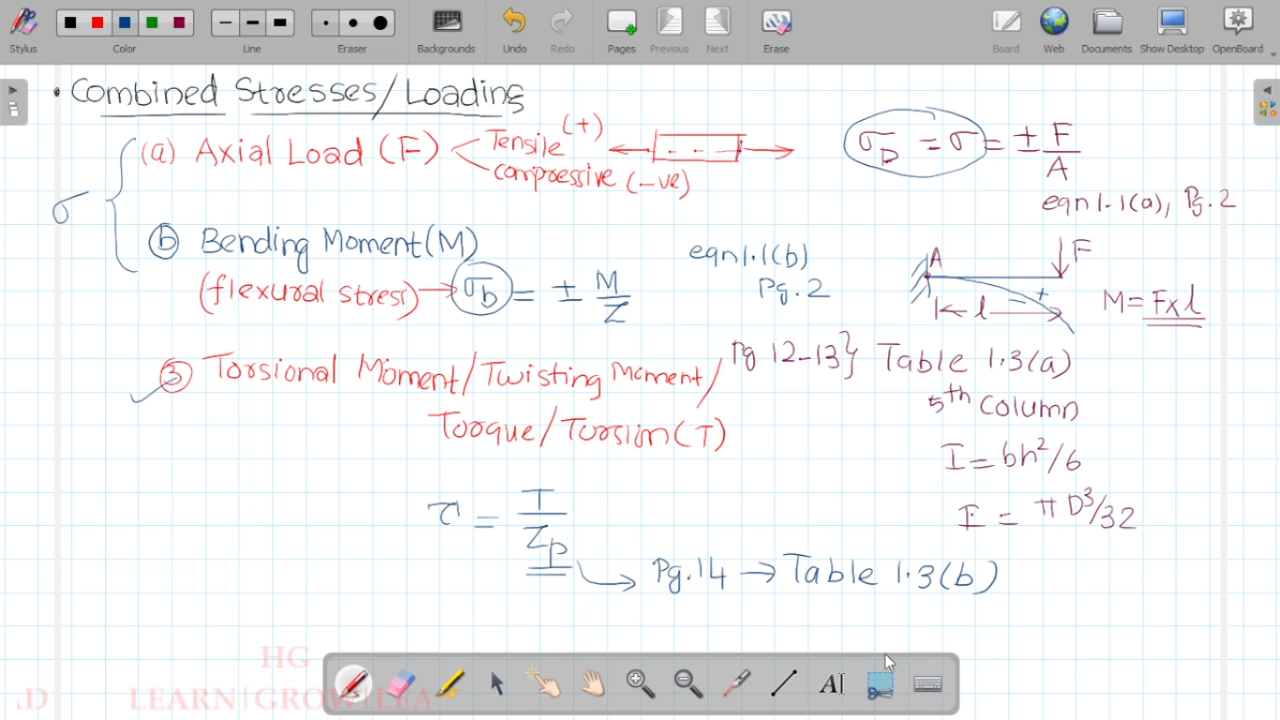 Stylus Color Line Eraser Backgrounds Undo Redo Pages Previous Next Erase Board Web Documents Show Desktop OpenBoard
• Combined Stresses/Loading
(a) Axial Load (F) Tensile (+)
compressive (-ve)
σD = σ = ± F/A
eqn 1.1(a), Pg. 2
σ
(b) Bending Moment (M)
(flexural stress) → σb = ± M/Z
eqn 1.1(b)
Pg. 2
A F
l +
M = F x l
③ Torsional Moment/Twisting Moment/
Torque/Torsion (T)
Pg 12-13} Table 1.3(a)
5th Column
I = bh²/6
I = πD³/32
τ = T/Zp
Pg. 14 → Table 1.3(b)
HG
LEARN|GROW|LEA